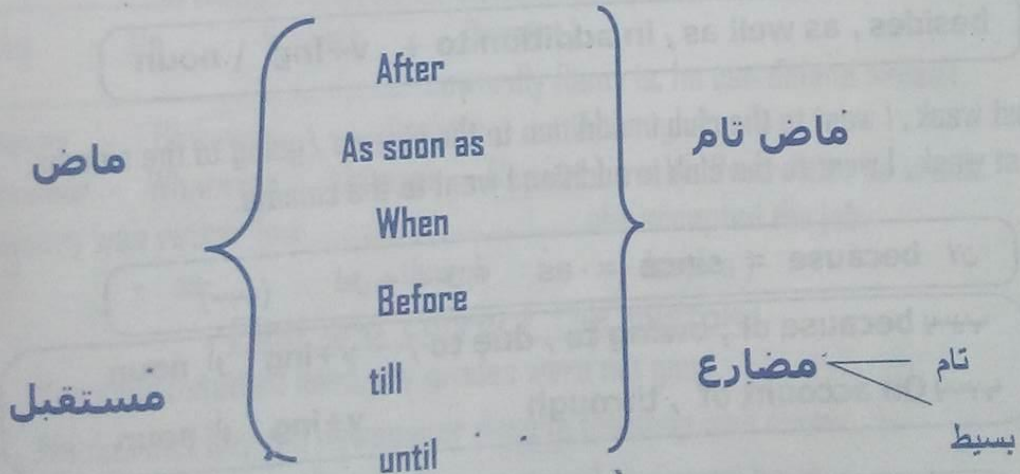 After
As soon as
ماض تام
ماض
When
Before
مضارع
تام
till
مستقبل
بسيط
until